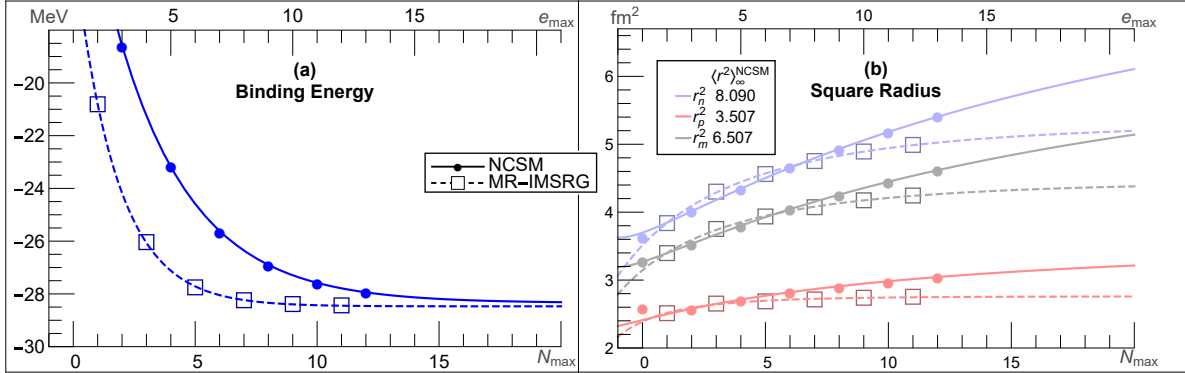 MeV 5 10 15 e_max
(a)
Binding Energy
−20
−22
−24
−26
−28
−30
0 5 10 15 N_max
NCSM
MR−IMSRG
fm² 0 5 10 15 e_max
(b)
Square Radius
⟨r²⟩_∞^NCSM
r_n² 8.090
r_p² 3.507
r_m² 6.507
6
5
4
3
2
0 5 10 15 N_max